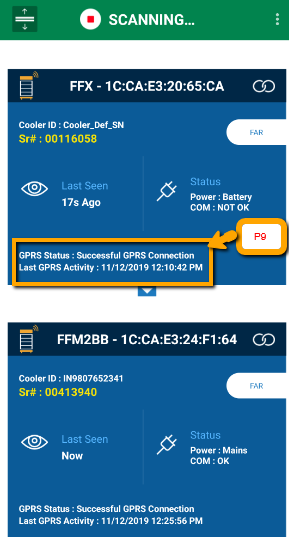 SCANNING...
FFX - 1C:CA:E3:20:65:CA
Cooler ID : Cooler_Def_SN
Sr# : 00116058
FAR
Last Seen
17s Ago
Status
Power : Battery
COM : NOT OK
P9
GPRS Status : Successful GPRS Connection
Last GPRS Activity : 11/12/2019 12:10:42 PM
FFM2BB - 1C:CA:E3:24:F1:64
Cooler ID : IN9807652341
Sr# : 00413940
FAR
Last Seen
Now
Status
Power : Mains
COM : OK
GPRS Status : Successful GPRS Connection
Last GPRS Activity : 11/12/2019 12:25:56 PM